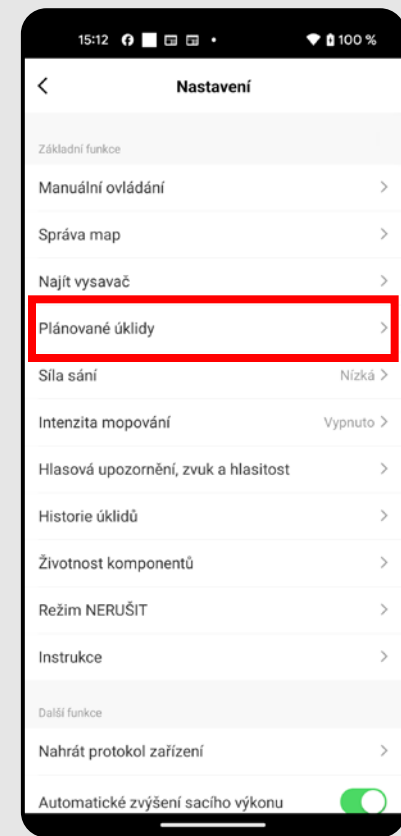 15:12 100 %
Nastavení
Základní funkce
Manuální ovládání
Správa map
Najít vysavač
Plánované úklidy
Síla sání Nízká
Intenzita mopování Vypnuto
Hlasová upozornění, zvuk a hlasitost
Historie úklidů
Životnost komponentů
Režim NERUŠIT
Instrukce
Další funkce
Nahrát protokol zařízení
Automatické zvýšení sacího výkonu